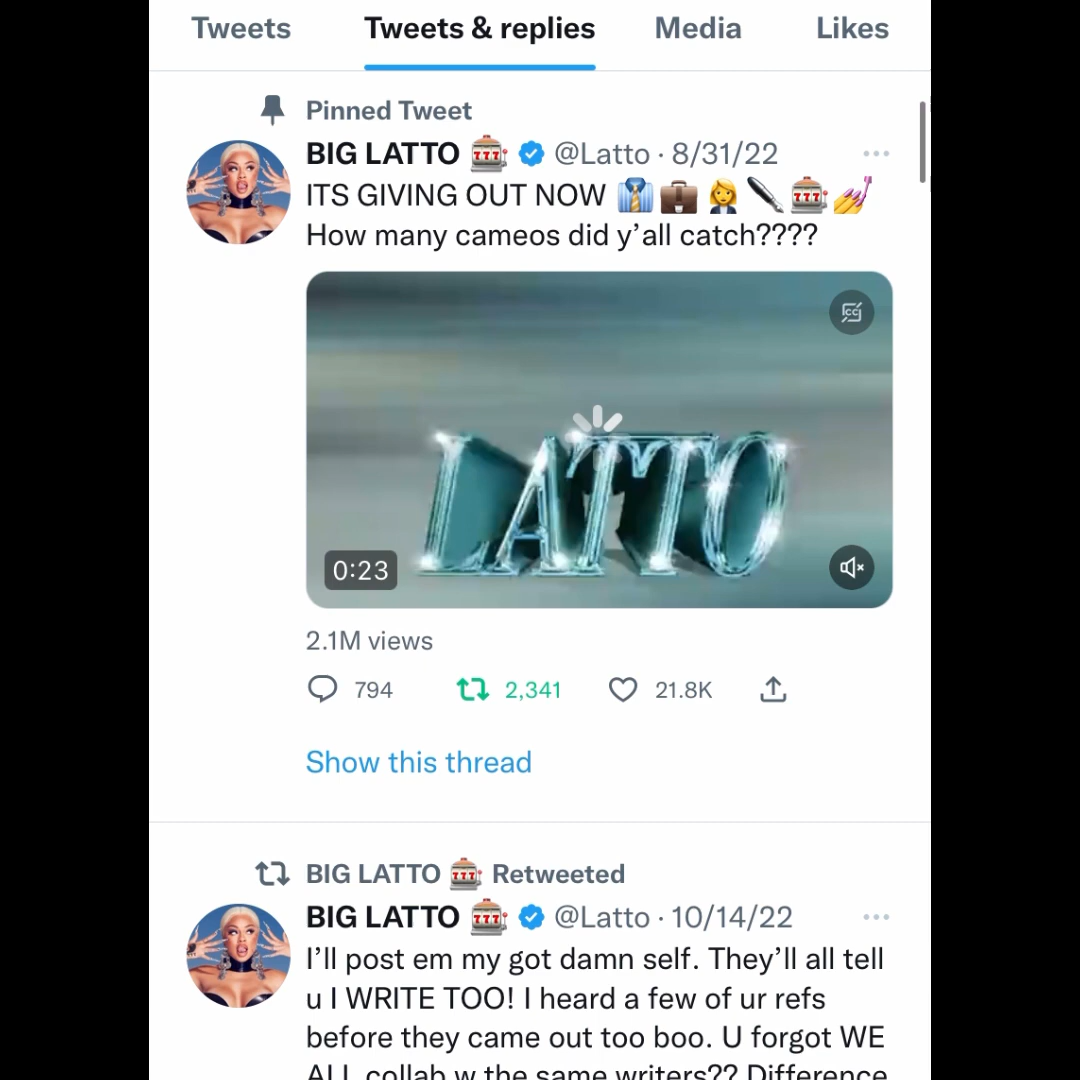 Tweets Tweets & replies Media Likes
Pinned Tweet
BIG LATTO 🎰 @Latto · 8/31/22
ITS GIVING OUT NOW 👔💼👩‍💼🔪🎰💅
How many cameos did y’all catch????
CC
LATTO
0:23
2.1M views
794 2,341 21.8K
Show this thread
BIG LATTO 🎰 Retweeted
BIG LATTO 🎰 @Latto · 10/14/22
I’ll post em my got damn self. They’ll all tell
u I WRITE TOO! I heard a few of ur refs
before they came out too boo. U forgot WE
ALL collab w the same writers?? Difference